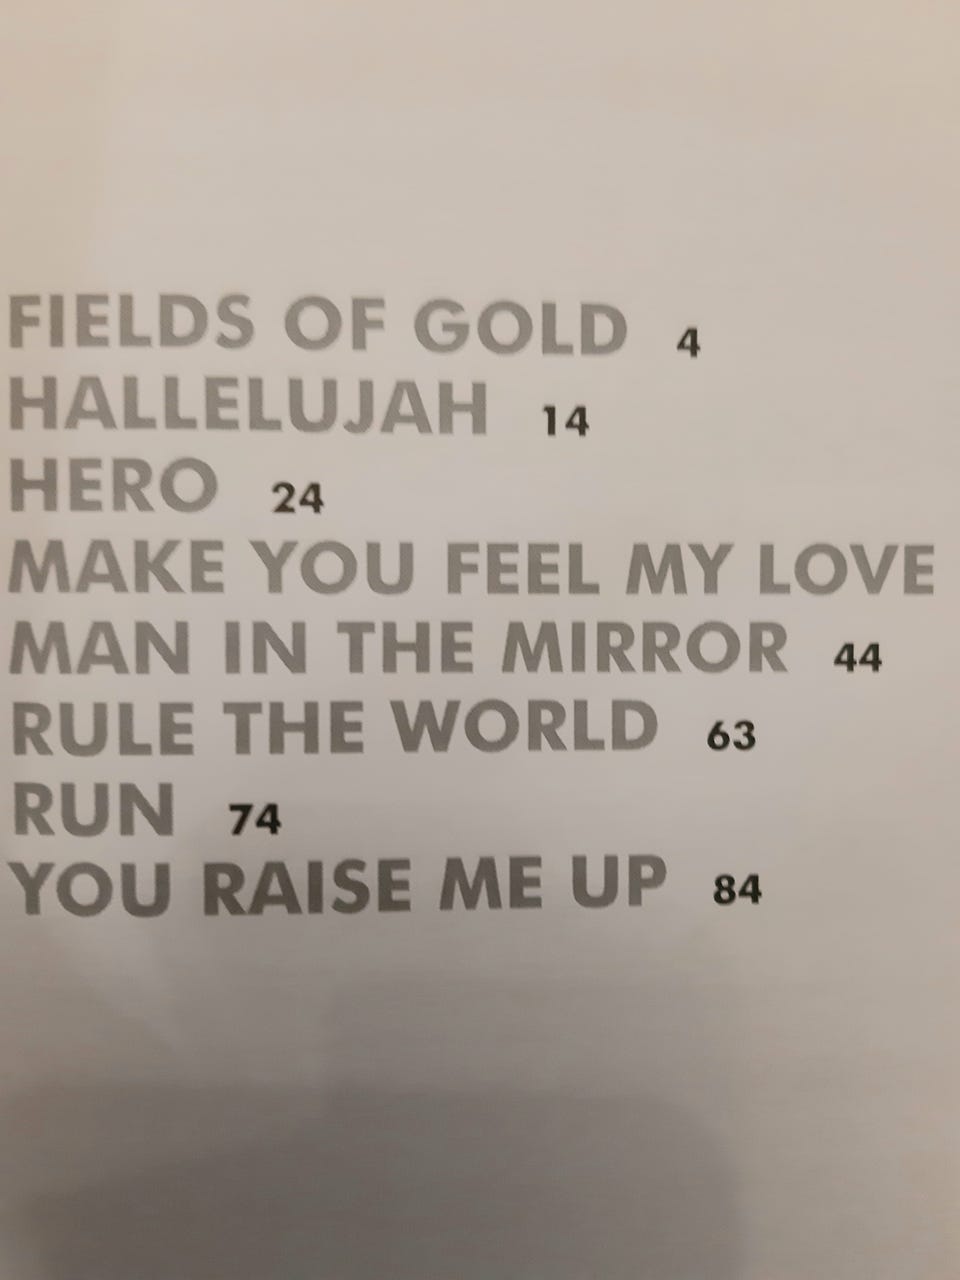 FIELDS OF GOLD 4
HALLELUJAH 14
HERO 24
MAKE YOU FEEL MY LOVE
MAN IN THE MIRROR 44
RULE THE WORLD 63
RUN 74
YOU RAISE ME UP 84